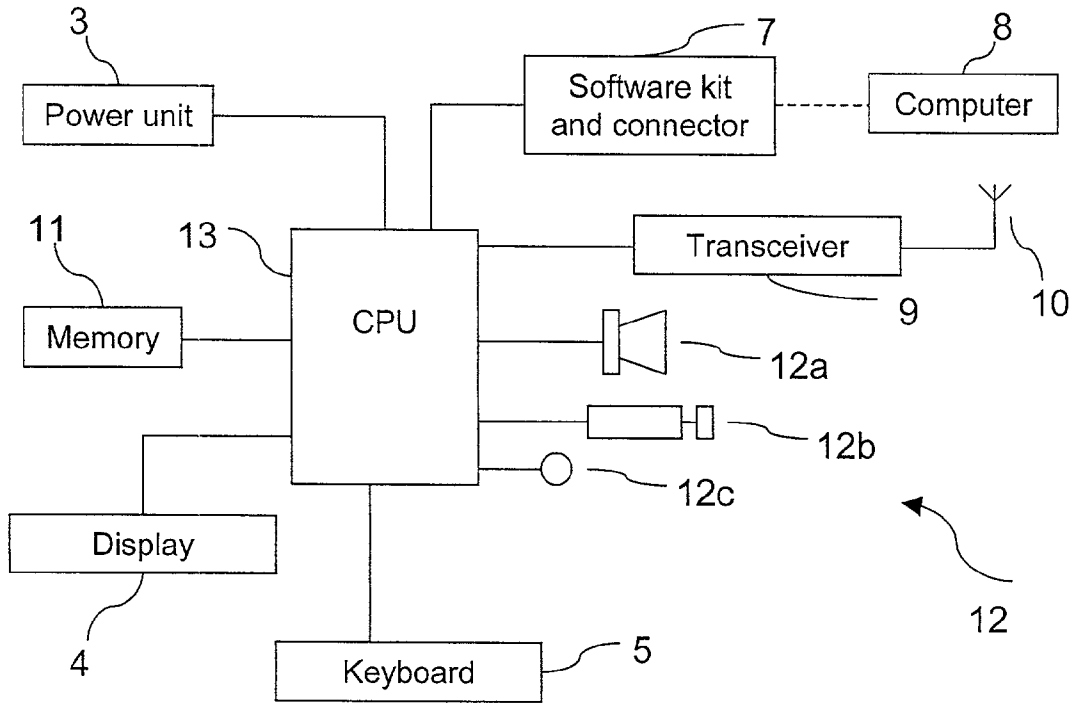 3
7
8
Power unit
Software kit
and connector
Computer
11
13
Transceiver
9
10
Memory
CPU
12a
12b
12c
Display
4
12
Keyboard
5